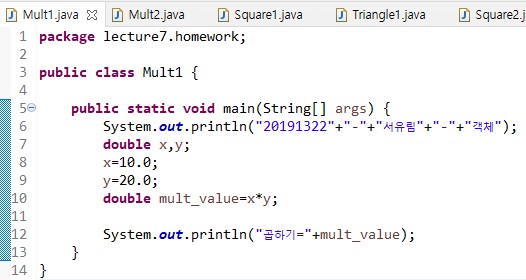 Mult1.java Mult2.java Square1.java Triangle1.java Square2.j
1 package lecture7.homework;
2
3 public class Mult1 {
4
5 public static void main(String[] args) {
6 System.out.println("20191322"+"-"+"서유림"+"-"+"객체");
7 double x,y;
8 x=10.0;
9 y=20.0;
10 double mult_value=x*y;
11
12 System.out.println("곱하기="+mult_value);
13 }
14 }